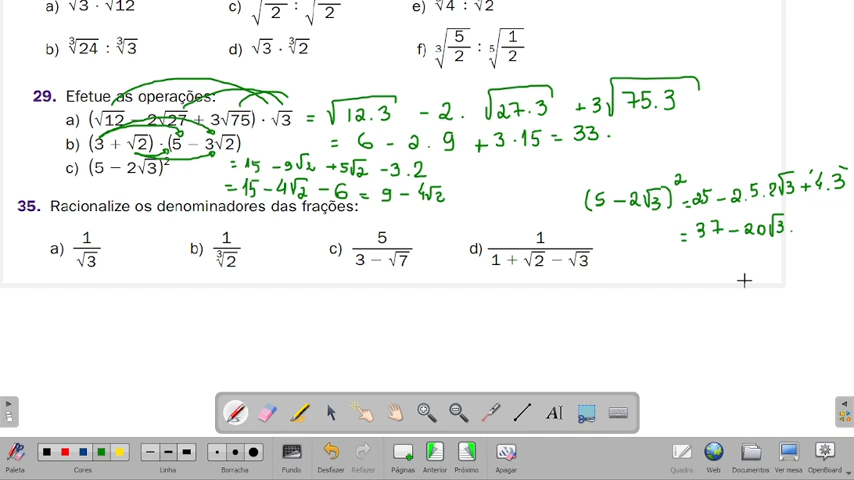 a) √3 · √12 c) √ 2 : √ 2 e) √4 : √2
b) ∛24 : ∛3 d) √3 · ∛2 f) ∛(5/2) : ⁵√(1/2)
29. Efetue as operações:
a) (√12 − 2√27 + 3√75) · √3 = √12.3 − 2. √27.3 + 3√75.3
b) (3 + √2) · (5 − 3√2) = 6 − 2.9 + 3·15 = 33.
c) (5 − 2√3)² = 15 − 9√2 + 5√2 − 3.2
= 15 − 4√2 − 6 = 9 − 4√2
(5 − 2√3)² = 25 − 2.5.2√3 + 4.3
= 37 − 20√3.
35. Racionalize os denominadores das frações:
a) 1/√3 b) 1/∛2 c) 5/(3 − √7) d) 1/(1 + √2 − √3)
AI
Paleta Cores Linha Borracha Fundo Desfazer Refazer Páginas Anterior Próximo Apagar Quadro Web Documentos Ver mesa OpenBoard